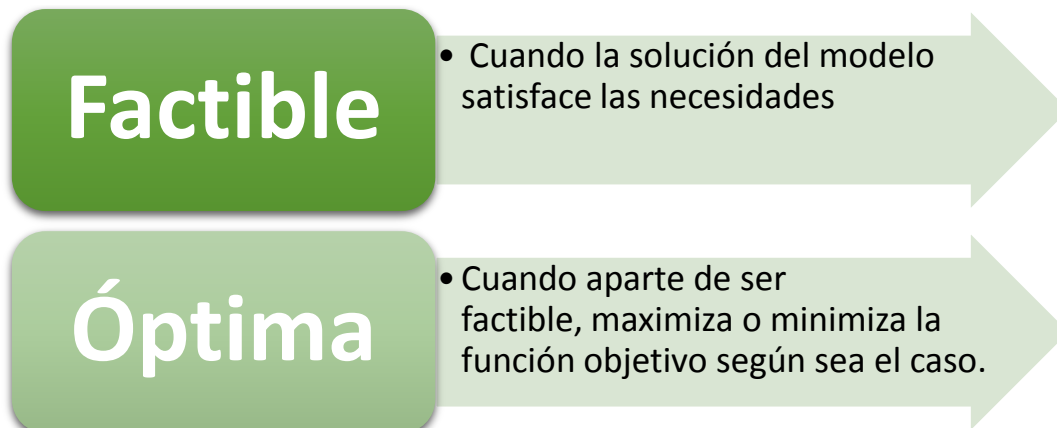 Factible
• Cuando la solución del modelo
satisface las necesidades
Óptima
• Cuando aparte de ser
factible, maximiza o minimiza la
función objetivo según sea el caso.